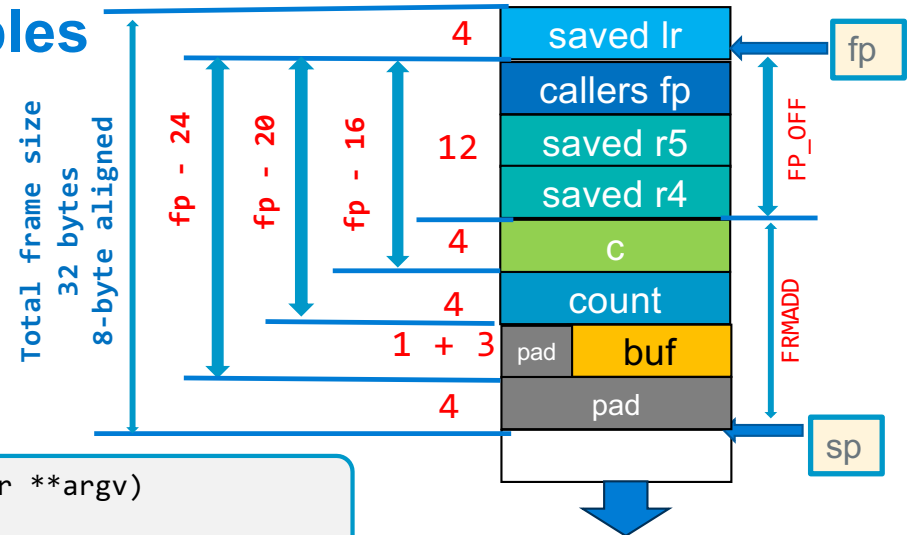 ples
Total frame size
32 bytes
8-byte aligned
fp - 24
fp - 20
fp - 16
4
12
4
4
1 + 3
4
saved lr
callers fp
saved r5
saved r4
c
count
pad
buf
pad
fp
FP_OFF
FRMADD
sp
r **argv)